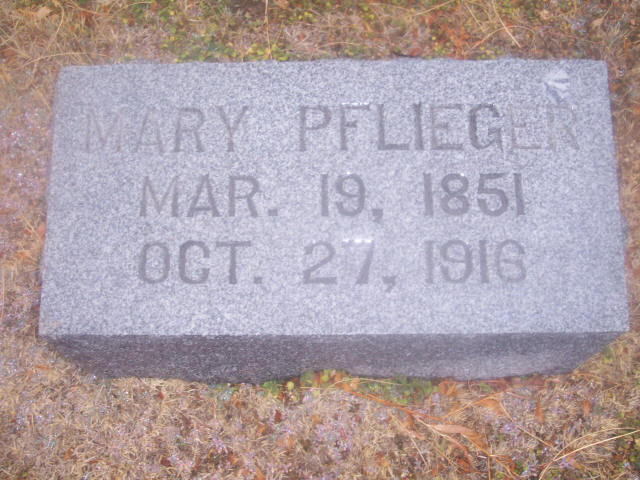 MARY PFLIEGER
MAR. 19, 1851
OCT. 27, 1916